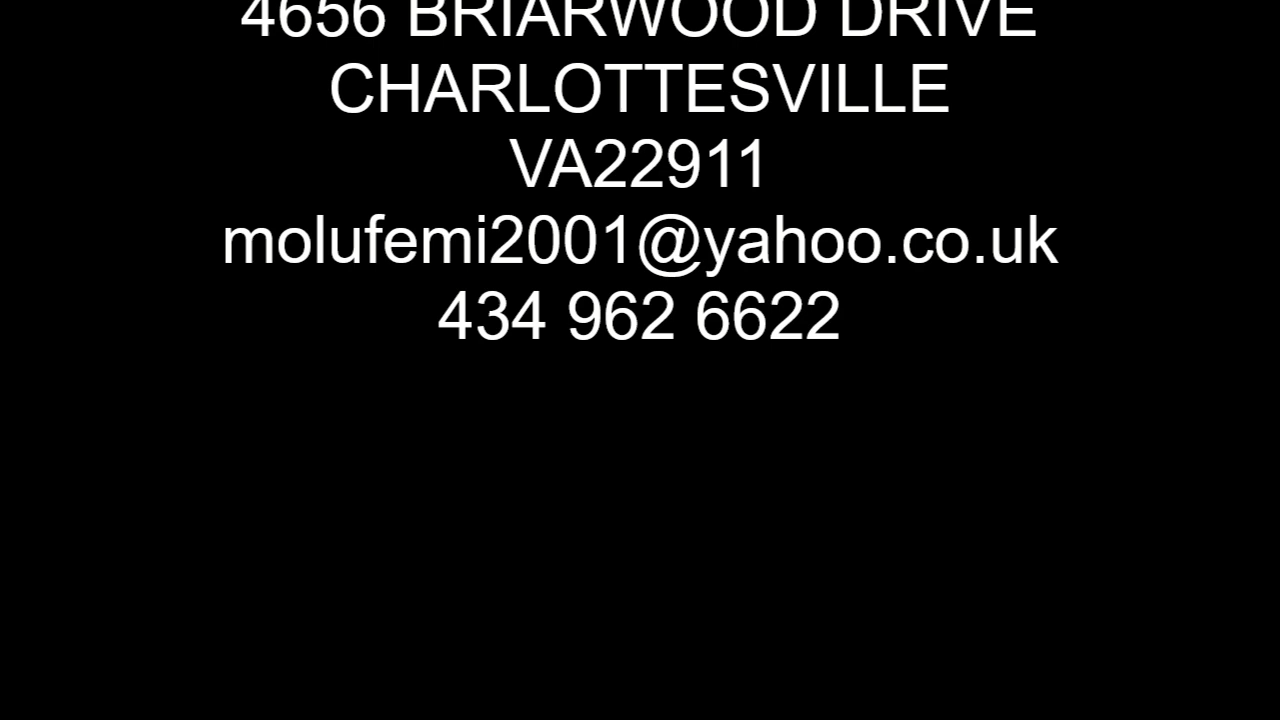 4656 BRIARWOOD DRIVE
CHARLOTTESVILLE
VA22911
molufemi2001@yahoo.co.uk
434 962 6622